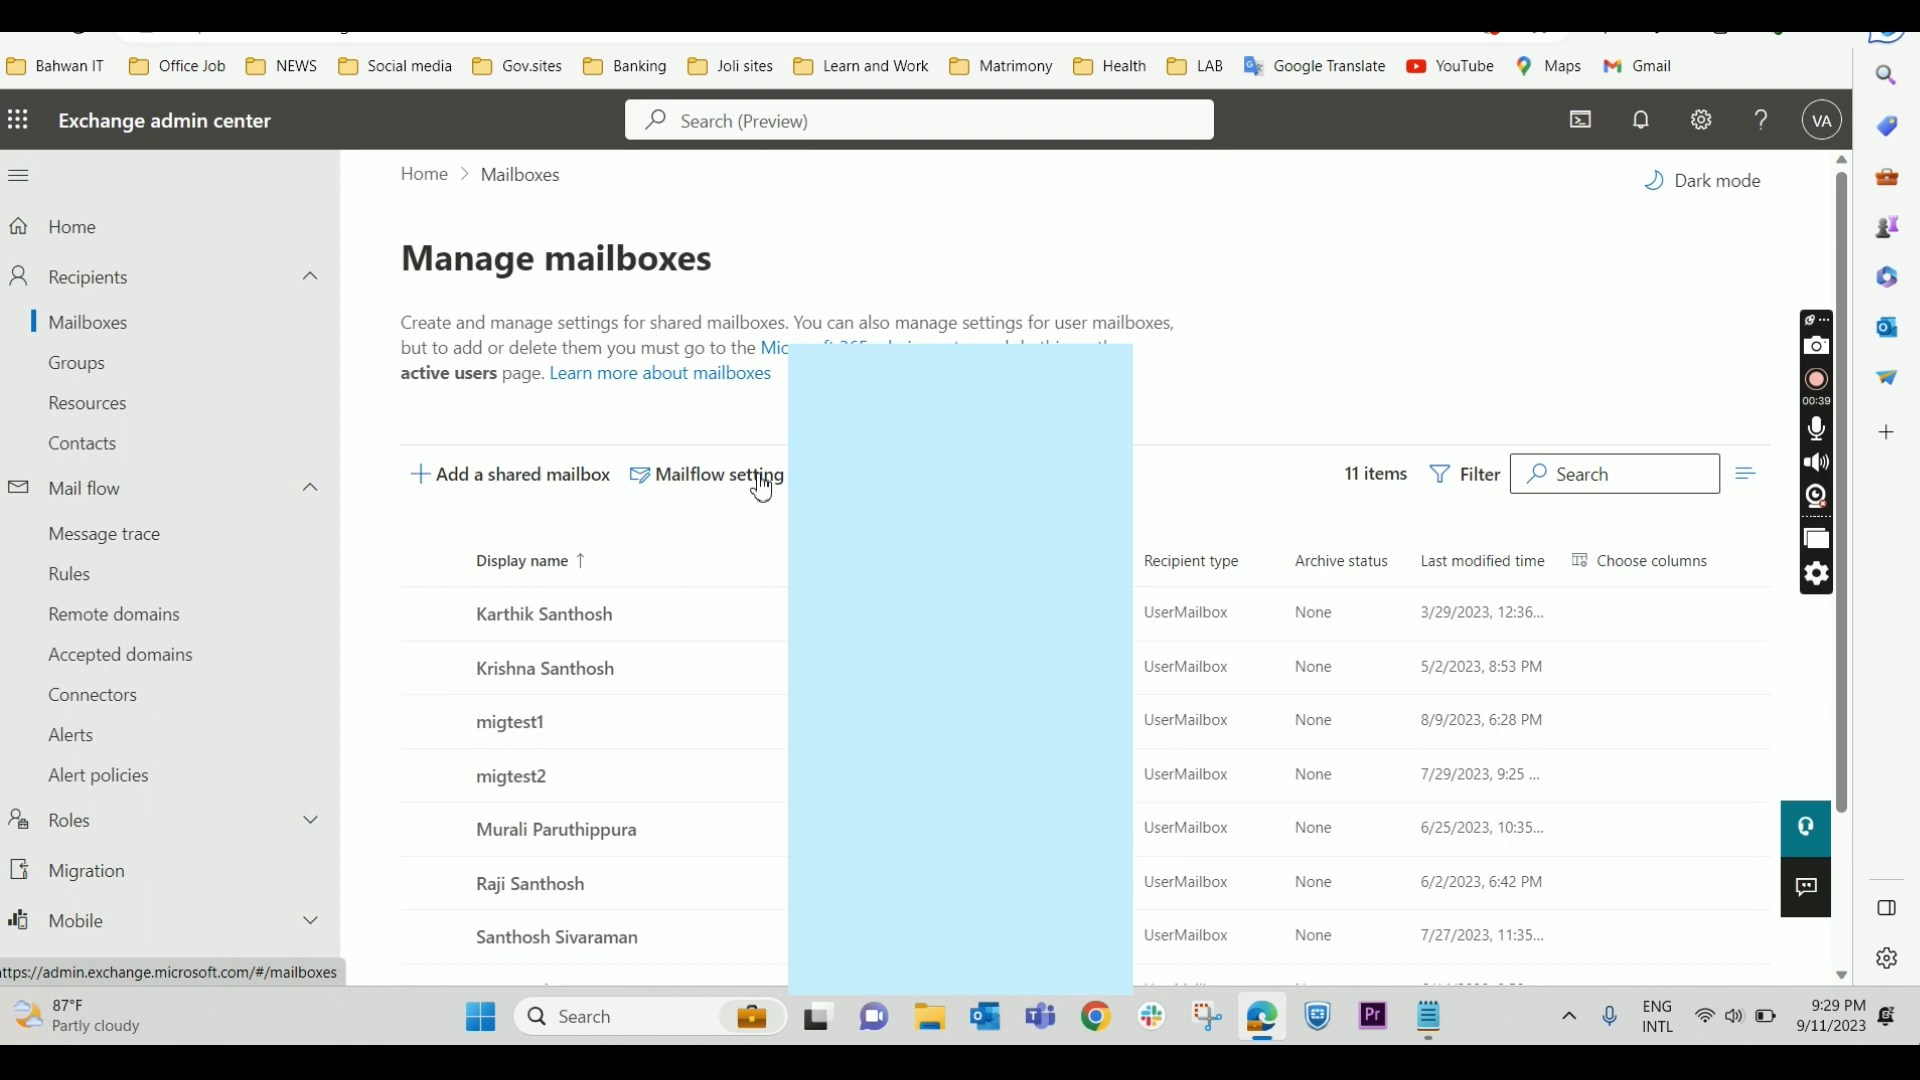 Bahwan IT Office Job NEWS Social media Gov.sites Banking Joli sites Learn and Work Matrimony Health LAB Google Translate YouTube Maps Gmail
Exchange admin center Search (Preview) VA
Home > Mailboxes Dark mode
Home
Recipients
Mailboxes
Groups
Resources
Contacts
Mail flow
Message trace
Rules
Remote domains
Accepted domains
Connectors
Alerts
Alert policies
Roles
Migration
Mobile
https://admin.exchange.microsoft.com/#/mailboxes
Manage mailboxes
Create and manage settings for shared mailboxes. You can also manage settings for user mailboxes,
but to add or delete them you must go to the
active users page. Learn more about mailboxes
Add a shared mailbox Mailflow setting 11 items Filter Search
Display name ↑ Recipient type Archive status Last modified time Choose columns
Karthik Santhosh UserMailbox None 3/29/2023, 12:36...
Krishna Santhosh UserMailbox None 5/2/2023, 8:53 PM
migtest1 UserMailbox None 8/9/2023, 6:28 PM
migtest2 UserMailbox None 7/29/2023, 9:25 ...
Murali Paruthippura UserMailbox None 6/25/2023, 10:35...
Raji Santhosh UserMailbox None 6/2/2023, 6:42 PM
Santhosh Sivaraman UserMailbox None 7/27/2023, 11:35...
00:39
87°F
Partly cloudy
Search
Pr
ENG
INTL
9:29 PM
9/11/2023